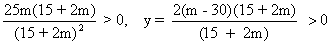 25m(15 + 2m) / (15 + 2m)² > 0,   y = 2(m - 30)(15 + 2m) / (15 + 2m) > 0